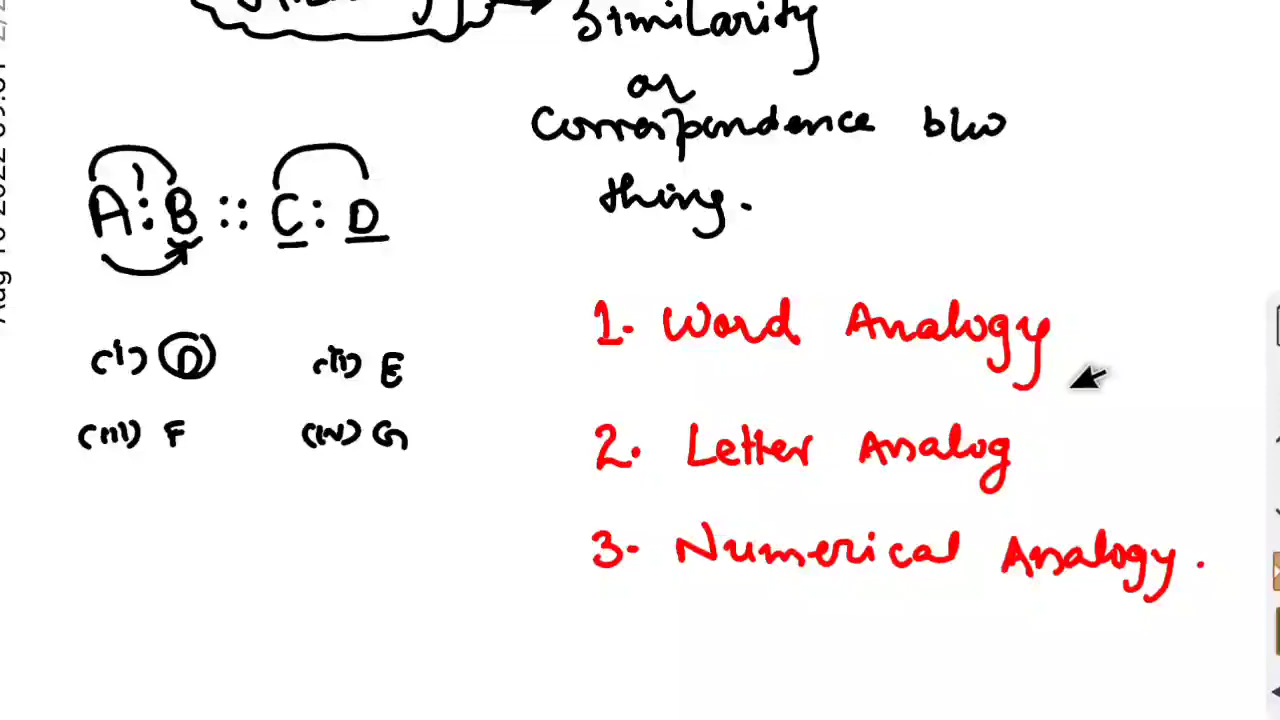 Similarity
or
Correspondence b/w
thing.
A : B :: C : D
(i) D (ii) E
(iii) F (iv) G
1. Word Analogy
2. Letter Analog
3. Numerical Analogy.